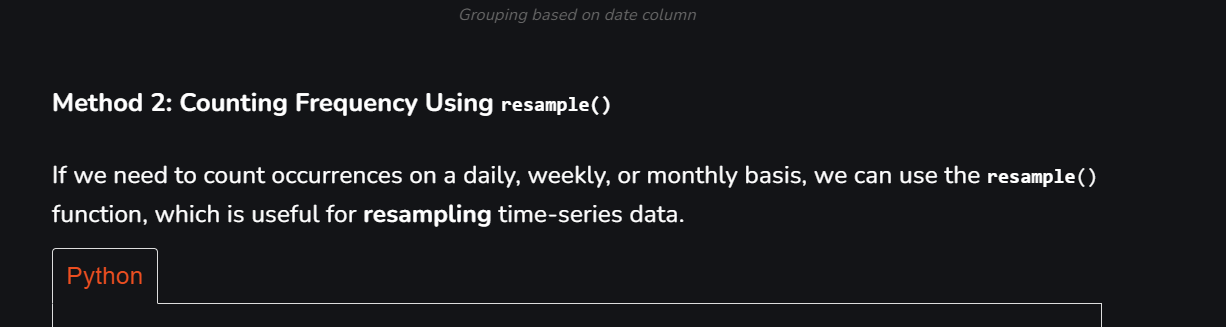 Grouping based on date column
Method 2: Counting Frequency Using resample()
If we need to count occurrences on a daily, weekly, or monthly basis, we can use the resample()
function, which is useful for resampling time-series data.
Python